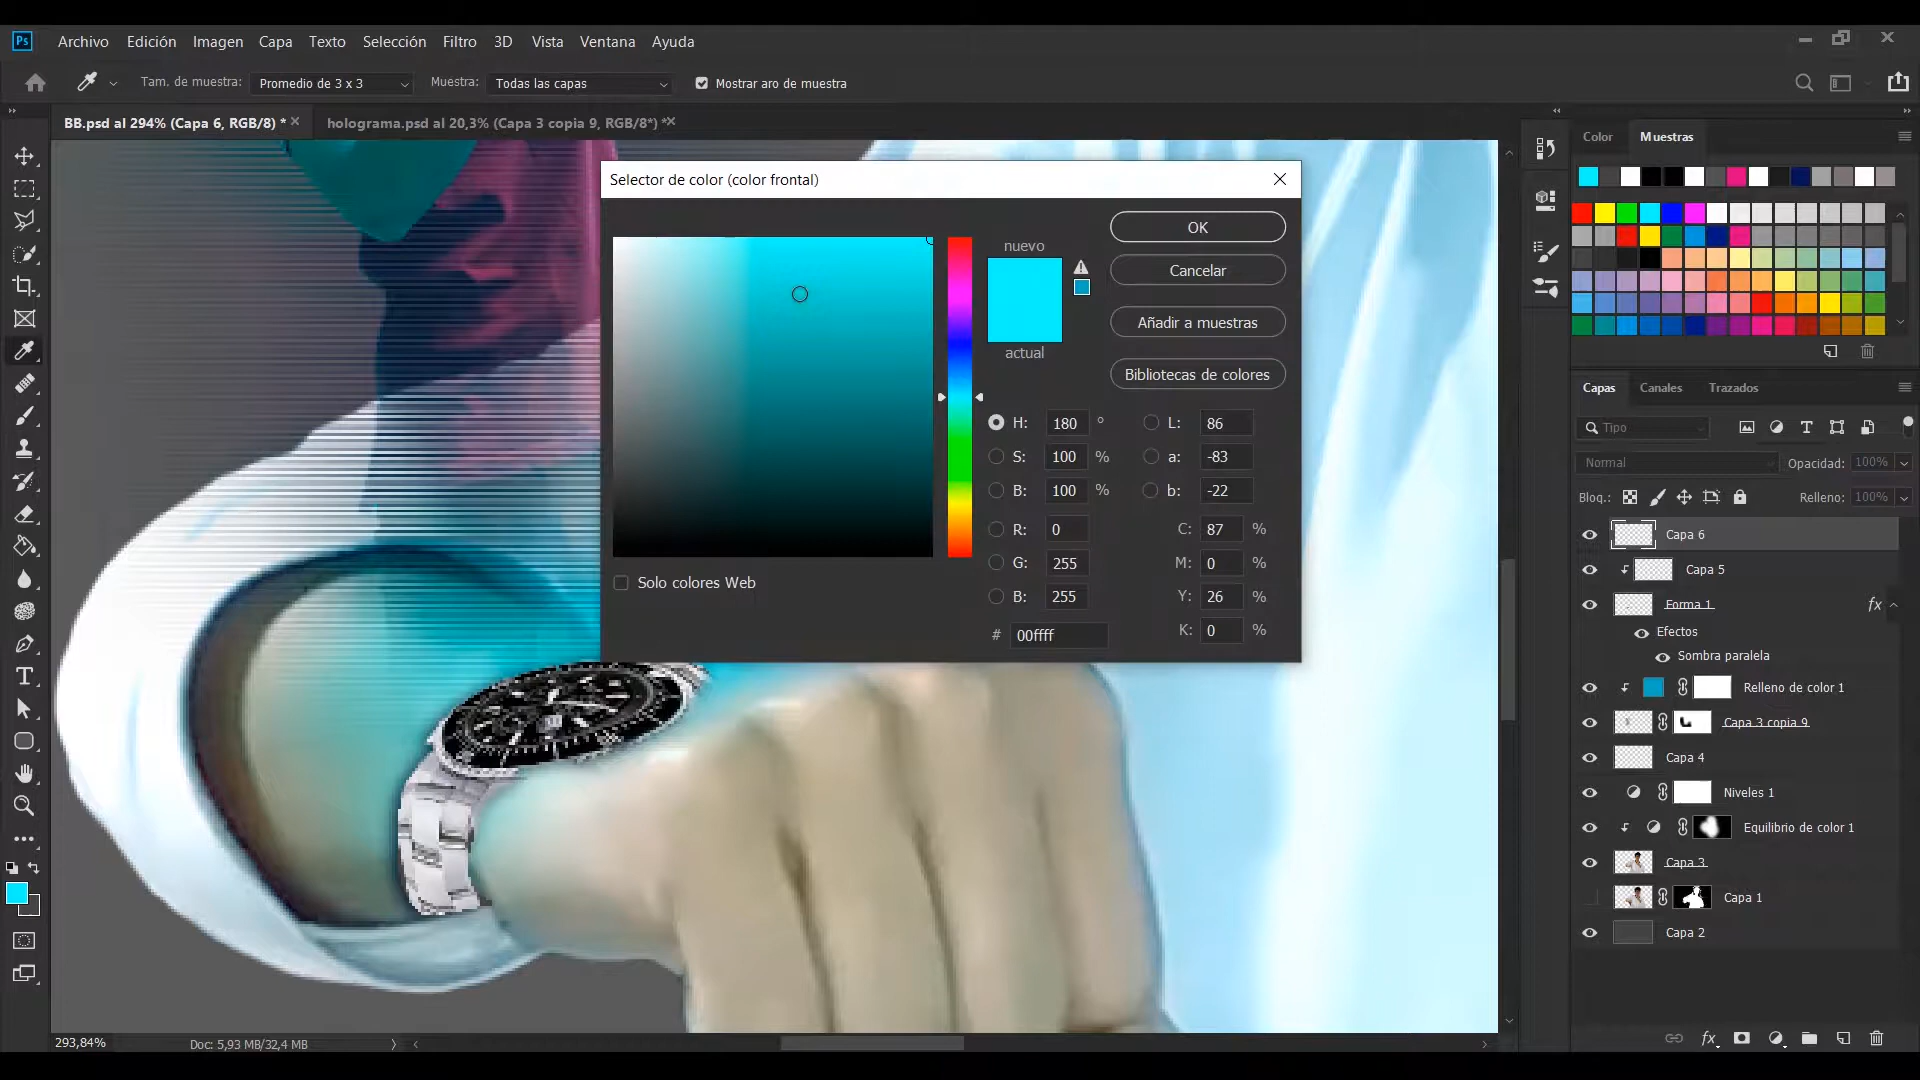 Ps Archivo Edición Imagen Capa Texto Selección Filtro 3D Vista Ventana Ayuda
Tam. de muestra: Promedio de 3 x 3 Muestra: Todas las capas Mostrar aro de muestra
BB.psd al 294% (Capa 6, RGB/8) * holograma.psd al 20,3% (Capa 3 copia 9, RGB/8*) *
Selector de color (color frontal)
nuevo
actual
OK
Cancelar
Añadir a muestras
Bibliotecas de colores
H: 180 ° L: 86
S: 100 % a: -83
B: 100 % b: -22
R: 0 C: 87 %
G: 255 M: 0 %
B: 255 Y: 26 %
# 00ffff K: 0 %
Solo colores Web
Color Muestras
Capas Canales Trazados
Tipo
Normal Opacidad: 100%
Bloq.: Relleno: 100%
Capa 6
Capa 5
Forma 1 fx
Efectos
Sombra paralela
Relleno de color 1
Capa 3 copia 9
Capa 4
Niveles 1
Equilibrio de color 1
Capa 3
Capa 1
Capa 2
fx
293,84% Doc: 5,93 MB/32,4 MB